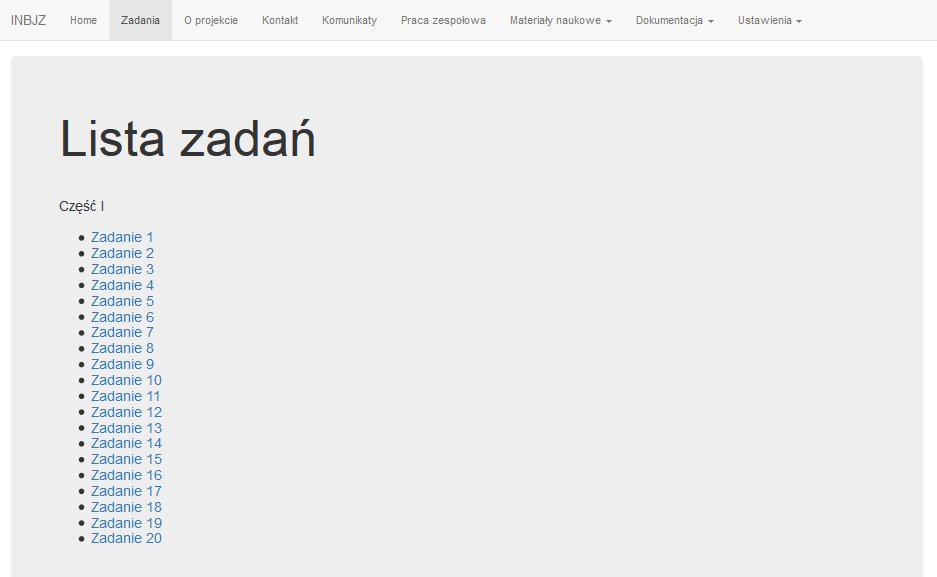 INBJZ Home Zadania O projekcie Kontakt Komunikaty Praca zespołowa Materiały naukowe Dokumentacja Ustawienia
Lista zadań
Część I
Zadanie 1
Zadanie 2
Zadanie 3
Zadanie 4
Zadanie 5
Zadanie 6
Zadanie 7
Zadanie 8
Zadanie 9
Zadanie 10
Zadanie 11
Zadanie 12
Zadanie 13
Zadanie 14
Zadanie 15
Zadanie 16
Zadanie 17
Zadanie 18
Zadanie 19
Zadanie 20